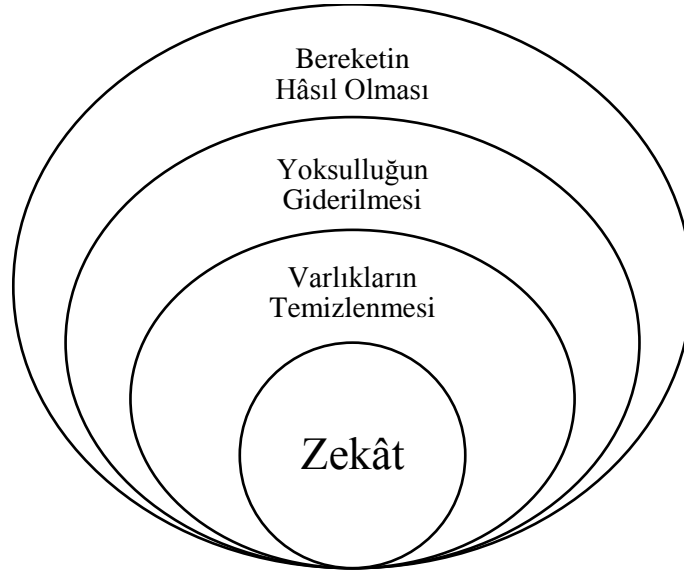 Bereketin
Hâsıl Olması
Yoksulluğun
Giderilmesi
Varlıkların
Temizlenmesi
Zekât